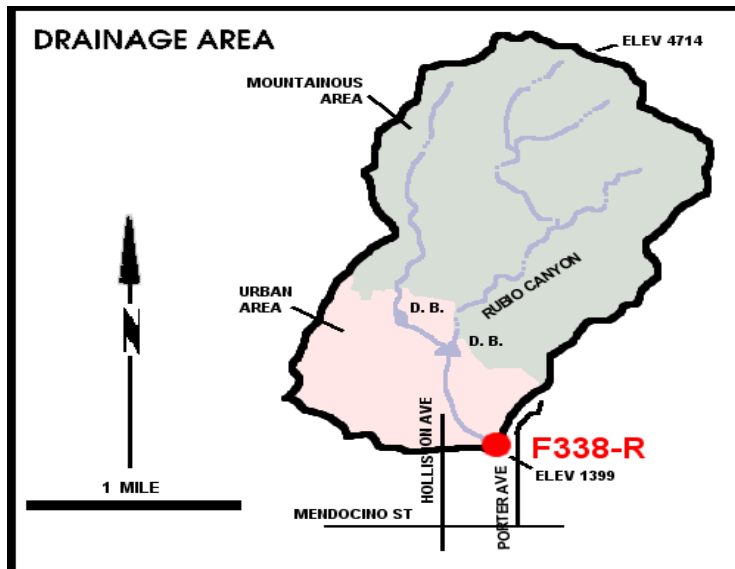 DRAINAGE AREA
ELEV 4714
MOUNTAINOUS
AREA
RUBIO CANYON
URBAN
AREA
D. B.
D. B.
N
HOLLISTON AVE
F338-R
ELEV 1399
PORTER AVE
1 MILE
MENDOCINO ST